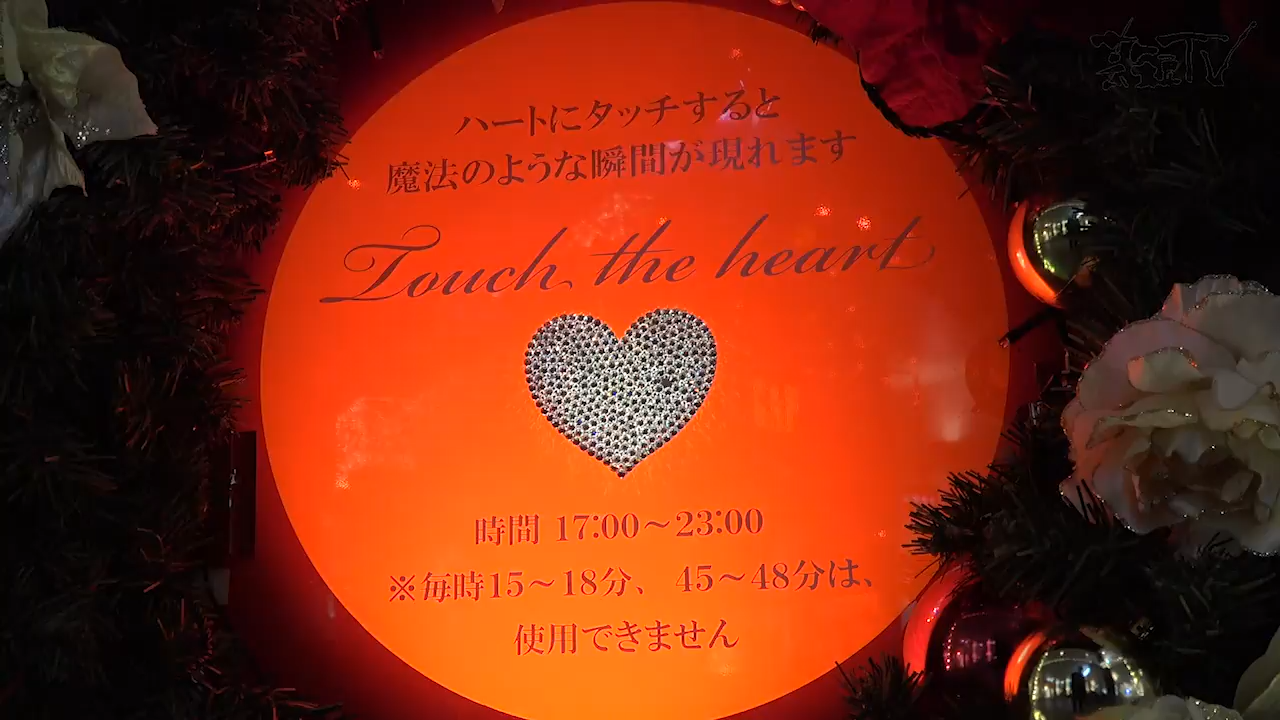 ハートにタッチすると
魔法のような瞬間が現れます
Touch the heart
時間 17:00～23:00
※毎時15～18分、45～48分は、
使用できません